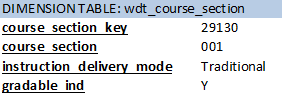 DIMENSION TABLE: wdt_course_section
course_section_key 29130
course_section 001
instruction_delivery_mode Traditional
gradable_ind Y